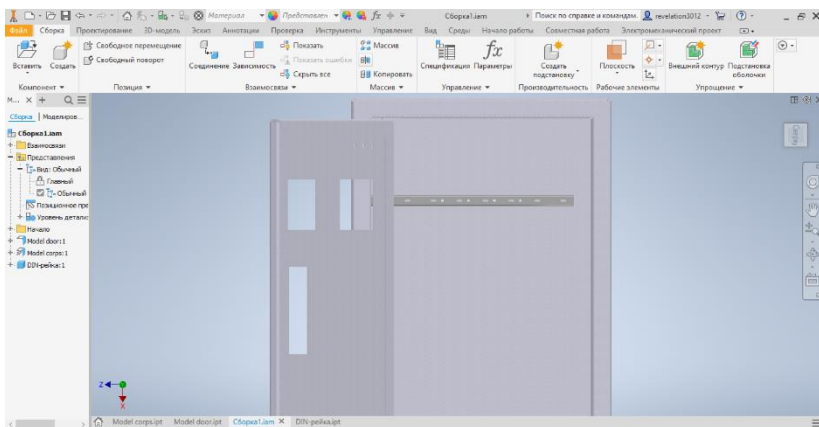 Материал
Представлен
fx
Сборка1.iam
Поиск по справке и командам.
revelation3012
Файл Сборка Проектирование 3D-модель Эскиз Аннотации Проверка Инструменты Управление Вид Среды Начало работы Совместная работа Электромеханический проект
Вставить Создать
Свободное перемещение
Свободный поворот
Соединение Зависимость
Показать
Показать ошибки
Скрыть все
Массив
Копировать
Спецификация Параметры
Создать подстановку
Плоскость
Внешний контур Подстановка оболочки
Компонент Позиция Взаимосвязи Массив Управление Производительность Рабочие элементы Упрощение
М... × +
Сборка Моделиров...
Сборка1.iam
Взаимосвязи
Представления
Вид: Обычный
Главный
Обычный
Позиционное пре
Уровень детализ
Начало
Model door:1
Model corps:1
DIN-рейка:1
Z
X
Model corps.ipt Model door.ipt Сборка1.iam × DIN-рейка.ipt